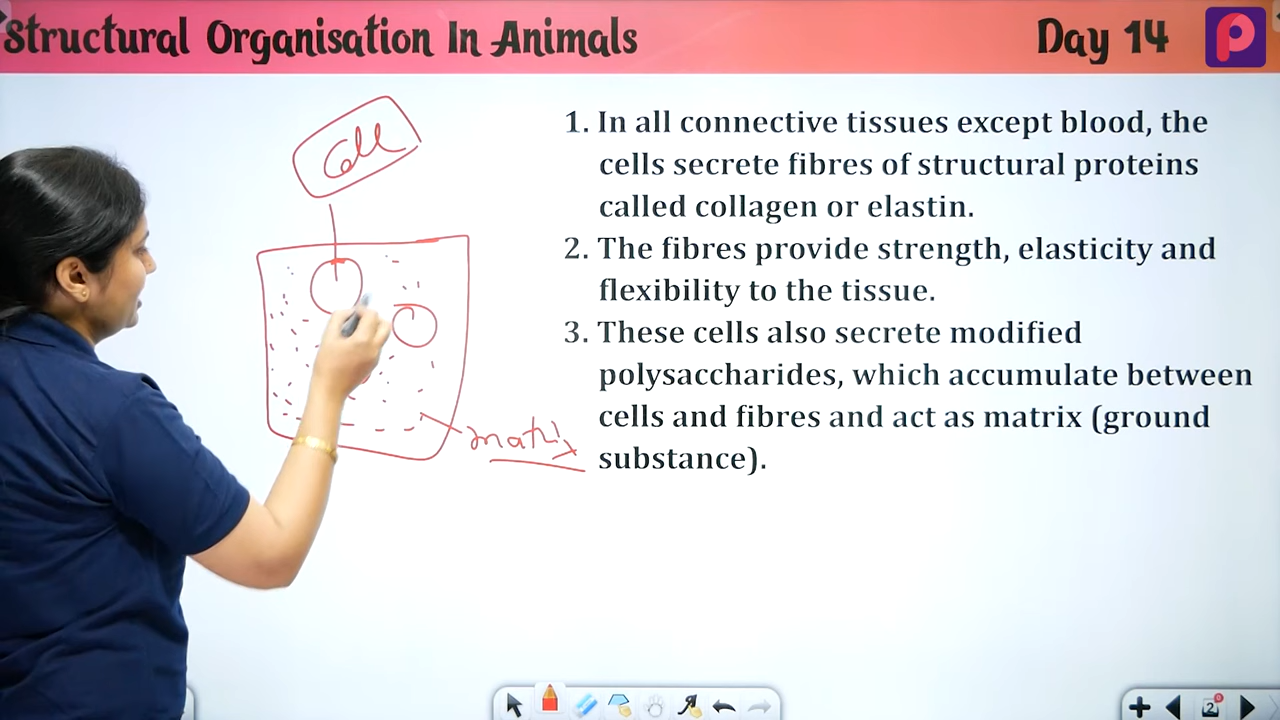 Structural Organisation In Animals
Day 14
Cell
1. In all connective tissues except blood, the
cells secrete fibres of structural proteins
called collagen or elastin.
2. The fibres provide strength, elasticity and
flexibility to the tissue.
3. These cells also secrete modified
polysaccharides, which accumulate between
cells and fibres and act as matrix (ground
substance).
matrix
2